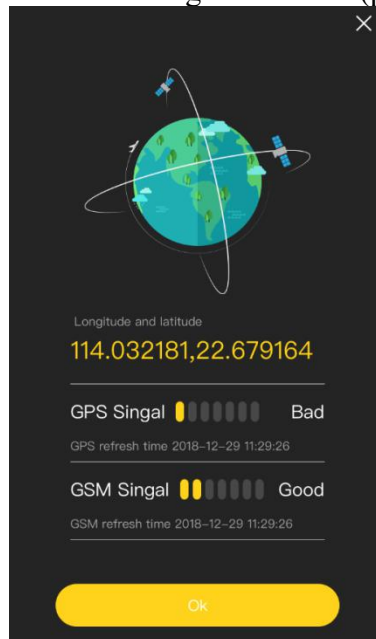 Longitude and latitude
114.032181,22.679164
GPS Singal Bad
GPS refresh time 2018-12-29 11:29:26
GSM Singal Good
GSM refresh time 2018-12-29 11:29:26
Ok